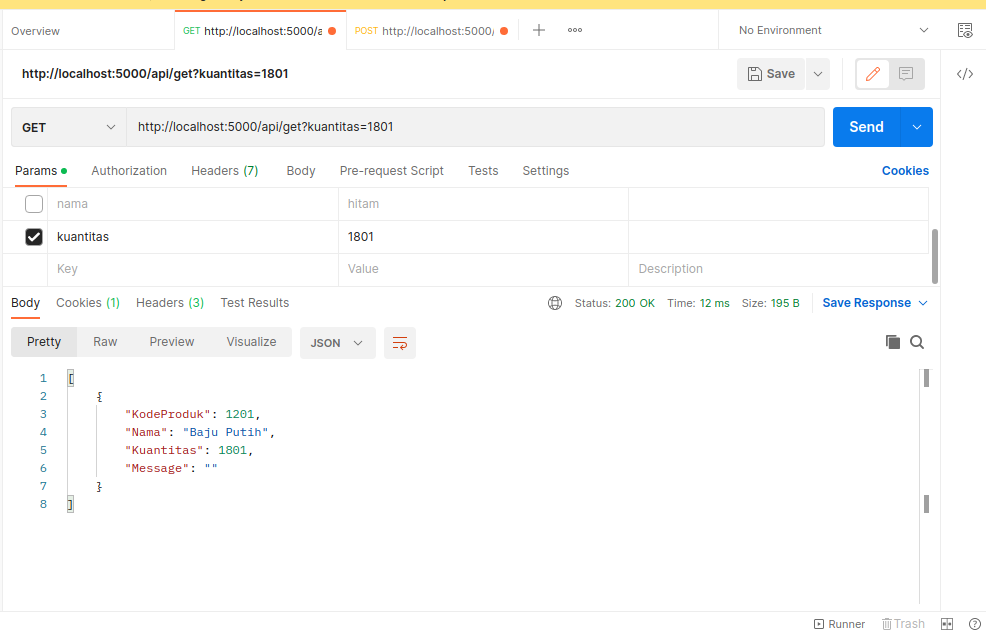 Overview
GET http://localhost:5000/a
POST http://localhost:5000/
No Environment
http://localhost:5000/api/get?kuantitas=1801
Save
GET
http://localhost:5000/api/get?kuantitas=1801
Send
Params Authorization Headers (7) Body Pre-request Script Tests Settings Cookies
nama hitam
kuantitas 1801
Key Value Description
Body Cookies (1) Headers (3) Test Results Status: 200 OK Time: 12 ms Size: 195 B Save Response
Pretty Raw Preview Visualize JSON
1 [
2 {
3 "KodeProduk": 1201,
4 "Nama": "Baju Putih",
5 "Kuantitas": 1801,
6 "Message": ""
7 }
8 ]
Runner Trash